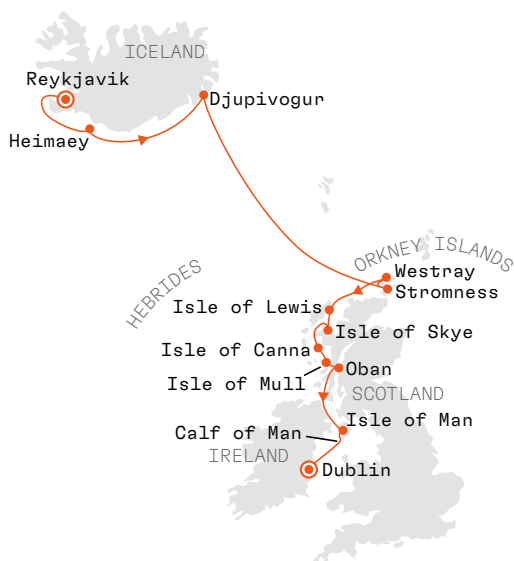 ICELAND
Reykjavik
Djupivogur
Heimaey
ORKNEY ISLANDS
HEBRIDES
Westray
Stromness
Isle of Lewis
Isle of Skye
Isle of Canna
Oban
Isle of Mull
SCOTLAND
Isle of Man
Calf of Man
IRELAND
Dublin